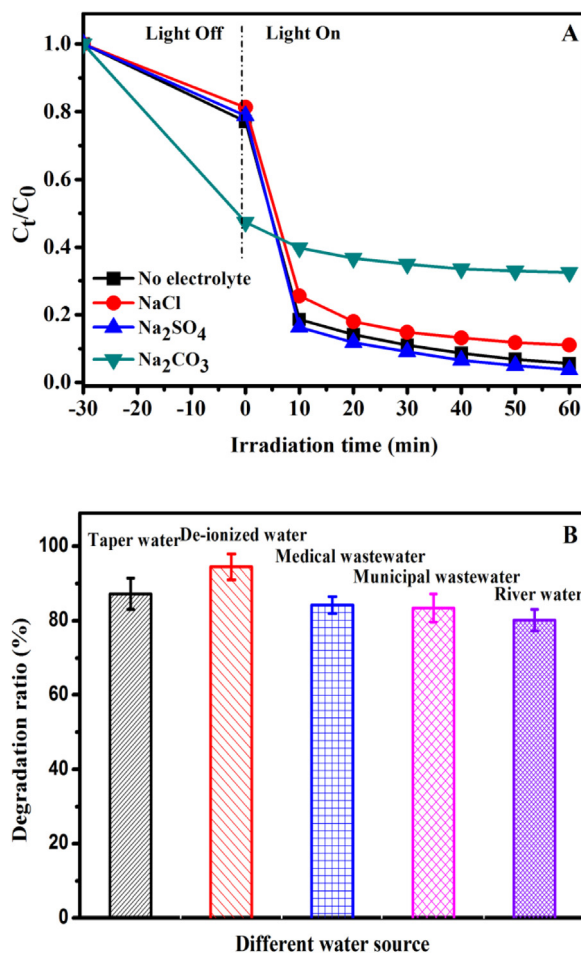 Light Off Light On A
1.0
0.8
0.6
0.4
0.2
0.0
Ct/C0
No electrolyte
NaCl
Na2SO4
Na2CO3
-30 -20 -10 0 10 20 30 40 50 60
Irradiation time (min)
B
Taper water De-ionized water
Medical wastewater
Municipal wastewater
River water
100
80
60
40
20
0
Degradation ratio (%)
Different water source